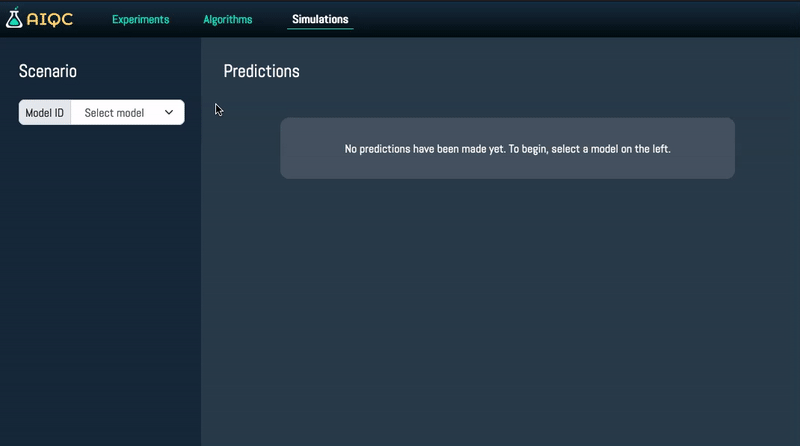 AIQC Experiments Algorithms Simulations
Scenario
Model ID Select model
Predictions
No predictions have been made yet. To begin, select a model on the left.